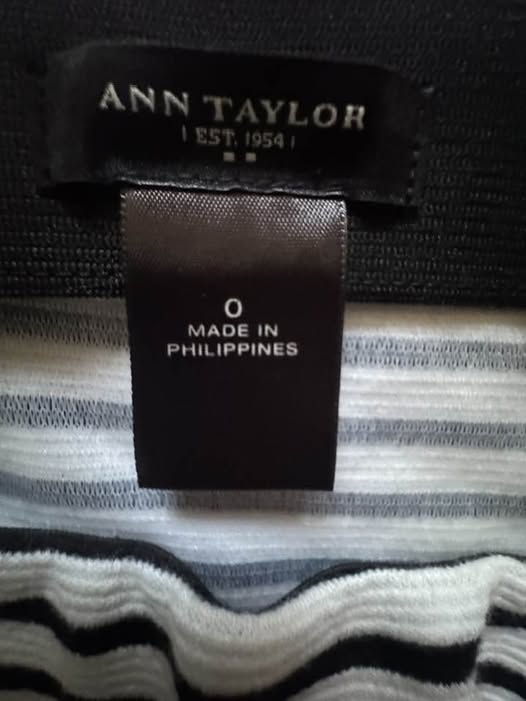 ANN TAYLOR
| EST. 1954 |
0
MADE IN
PHILIPPINES